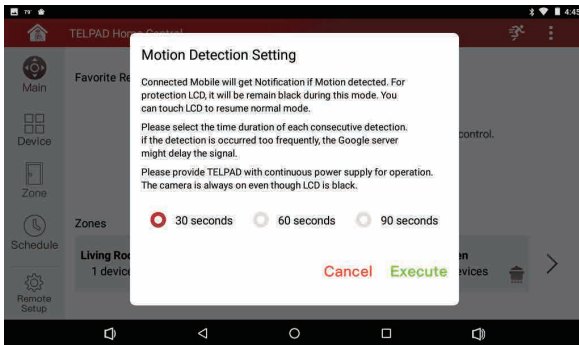 79°
4:45
TELPAD Home Control
Motion Detection Setting
Connected Mobile will get Notification if Motion detected. For
protection LCD, it will be remain black during this mode. You
can touch LCD to resume normal mode.
Please select the time duration of each consecutive detection.
if the detection is occurred too frequently, the Google server
might delay the signal.
Please provide TELPAD with continuous power supply for operation.
The camera is always on even though LCD is black.
30 seconds
60 seconds
90 seconds
Cancel
Execute
Main
Favorite Re
Device
control.
Zone
Schedule
Zones
Living Roo
1 device
en
evices
Remote
Setup